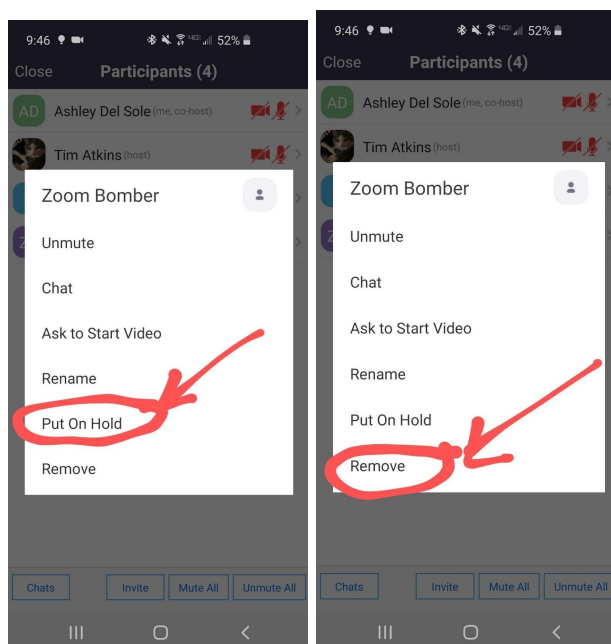 9:46 4GE 52%
Close Participants (4)
AD Ashley Del Sole (me, co-host)
Tim Atkins (host)
Zoom Bomber
Unmute
Chat
Ask to Start Video
Rename
Put On Hold
Remove
Chats Invite Mute All Unmute All
9:46 52%
Close Participants (4)
AD Ashley Del Sole (me, co-host)
Tim Atkins (host)
Zoom Bomber
Unmute
Chat
Ask to Start Video
Rename
Put On Hold
Remove
Chats Invite Mute All Unmute All